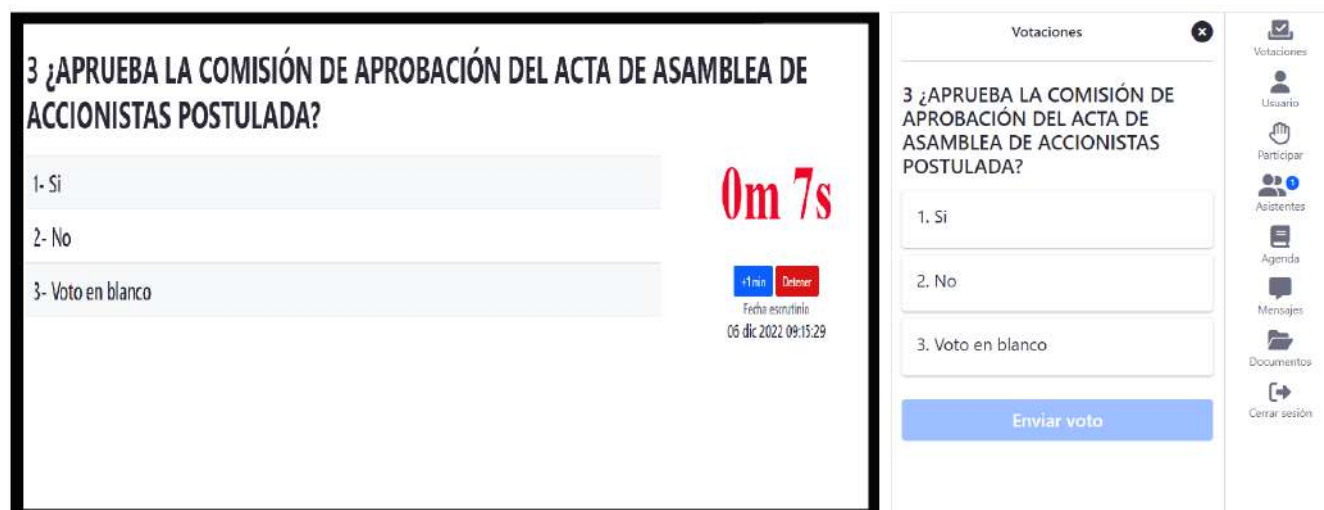 3 ¿APRUEBA LA COMISIÓN DE APROBACIÓN DEL ACTA DE ASAMBLEA DE
ACCIONISTAS POSTULADA?
1- Si
2- No
3- Voto en blanco
0m 7s
+1min Detener
Fecha escrutinio
06 dic 2022 09:15:29
Votaciones
3 ¿APRUEBA LA COMISIÓN DE
APROBACIÓN DEL ACTA DE
ASAMBLEA DE ACCIONISTAS
POSTULADA?
1. Si
2. No
3. Voto en blanco
Enviar voto
Votaciones
Usuario
Participar
1
Asistentes
Agenda
Mensajes
Documentos
Cerrar sesión